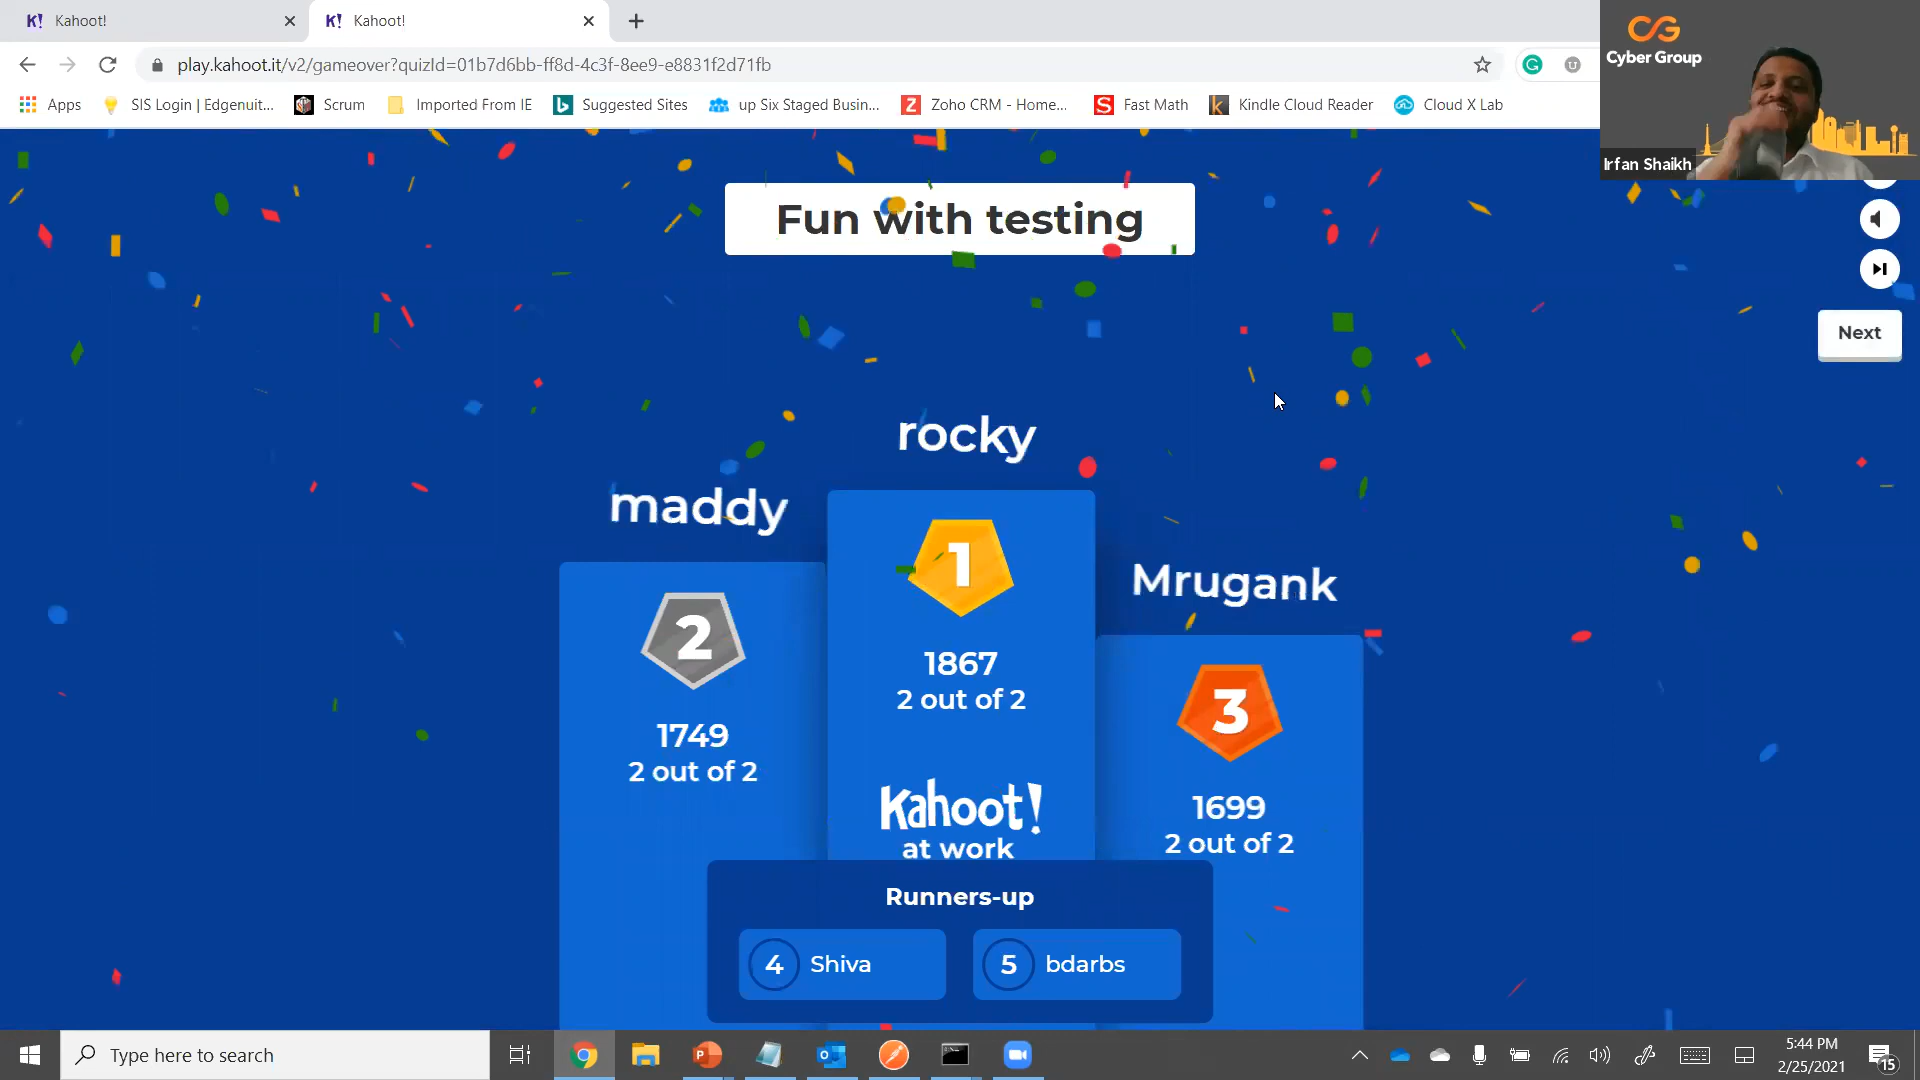 K! Kahoot!
K! Kahoot!
play.kahoot.it/v2/gameover?quizId=01b7d6bb-ff8d-4c3f-8ee9-e8831f2d71fb
Apps
SIS Login | Edgenuit...
Scrum
Imported From IE
Suggested Sites
up Six Staged Busin...
Zoho CRM - Home...
Fast Math
Kindle Cloud Reader
Cloud X Lab
CG
Cyber Group
Irfan Shaikh
Fun with testing
Next
rocky
maddy
Mrugank
1
1867
2 out of 2
2
1749
2 out of 2
3
1699
2 out of 2
Kahoot!
at work
Runners-up
4 Shiva
5 bdarbs
Type here to search
5:44 PM
2/25/2021
15